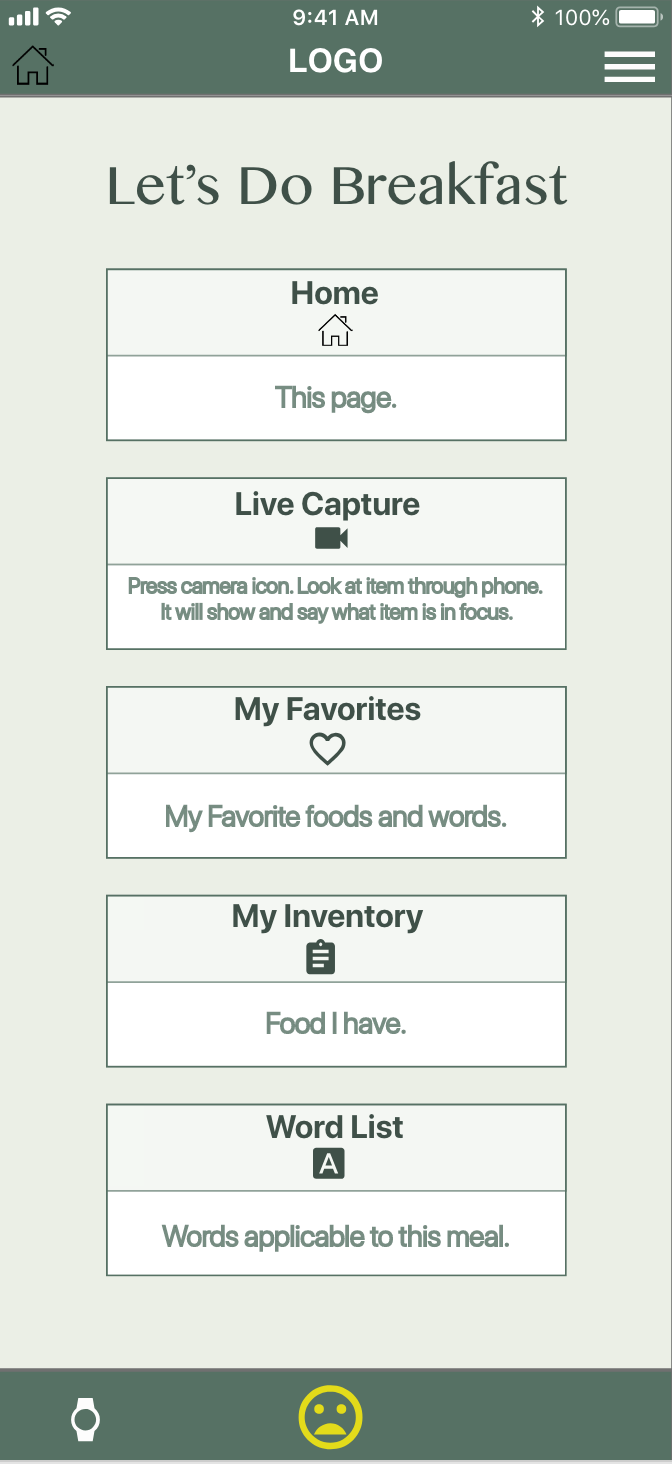 9:41 AM
100%
LOGO
Let's Do Breakfast
Home
This page.
Live Capture
Press camera icon. Look at item through phone.
It will show and say what item is in focus.
My Favorites
My Favorite foods and words.
My Inventory
Food I have.
Word List
A
Words applicable to this meal.